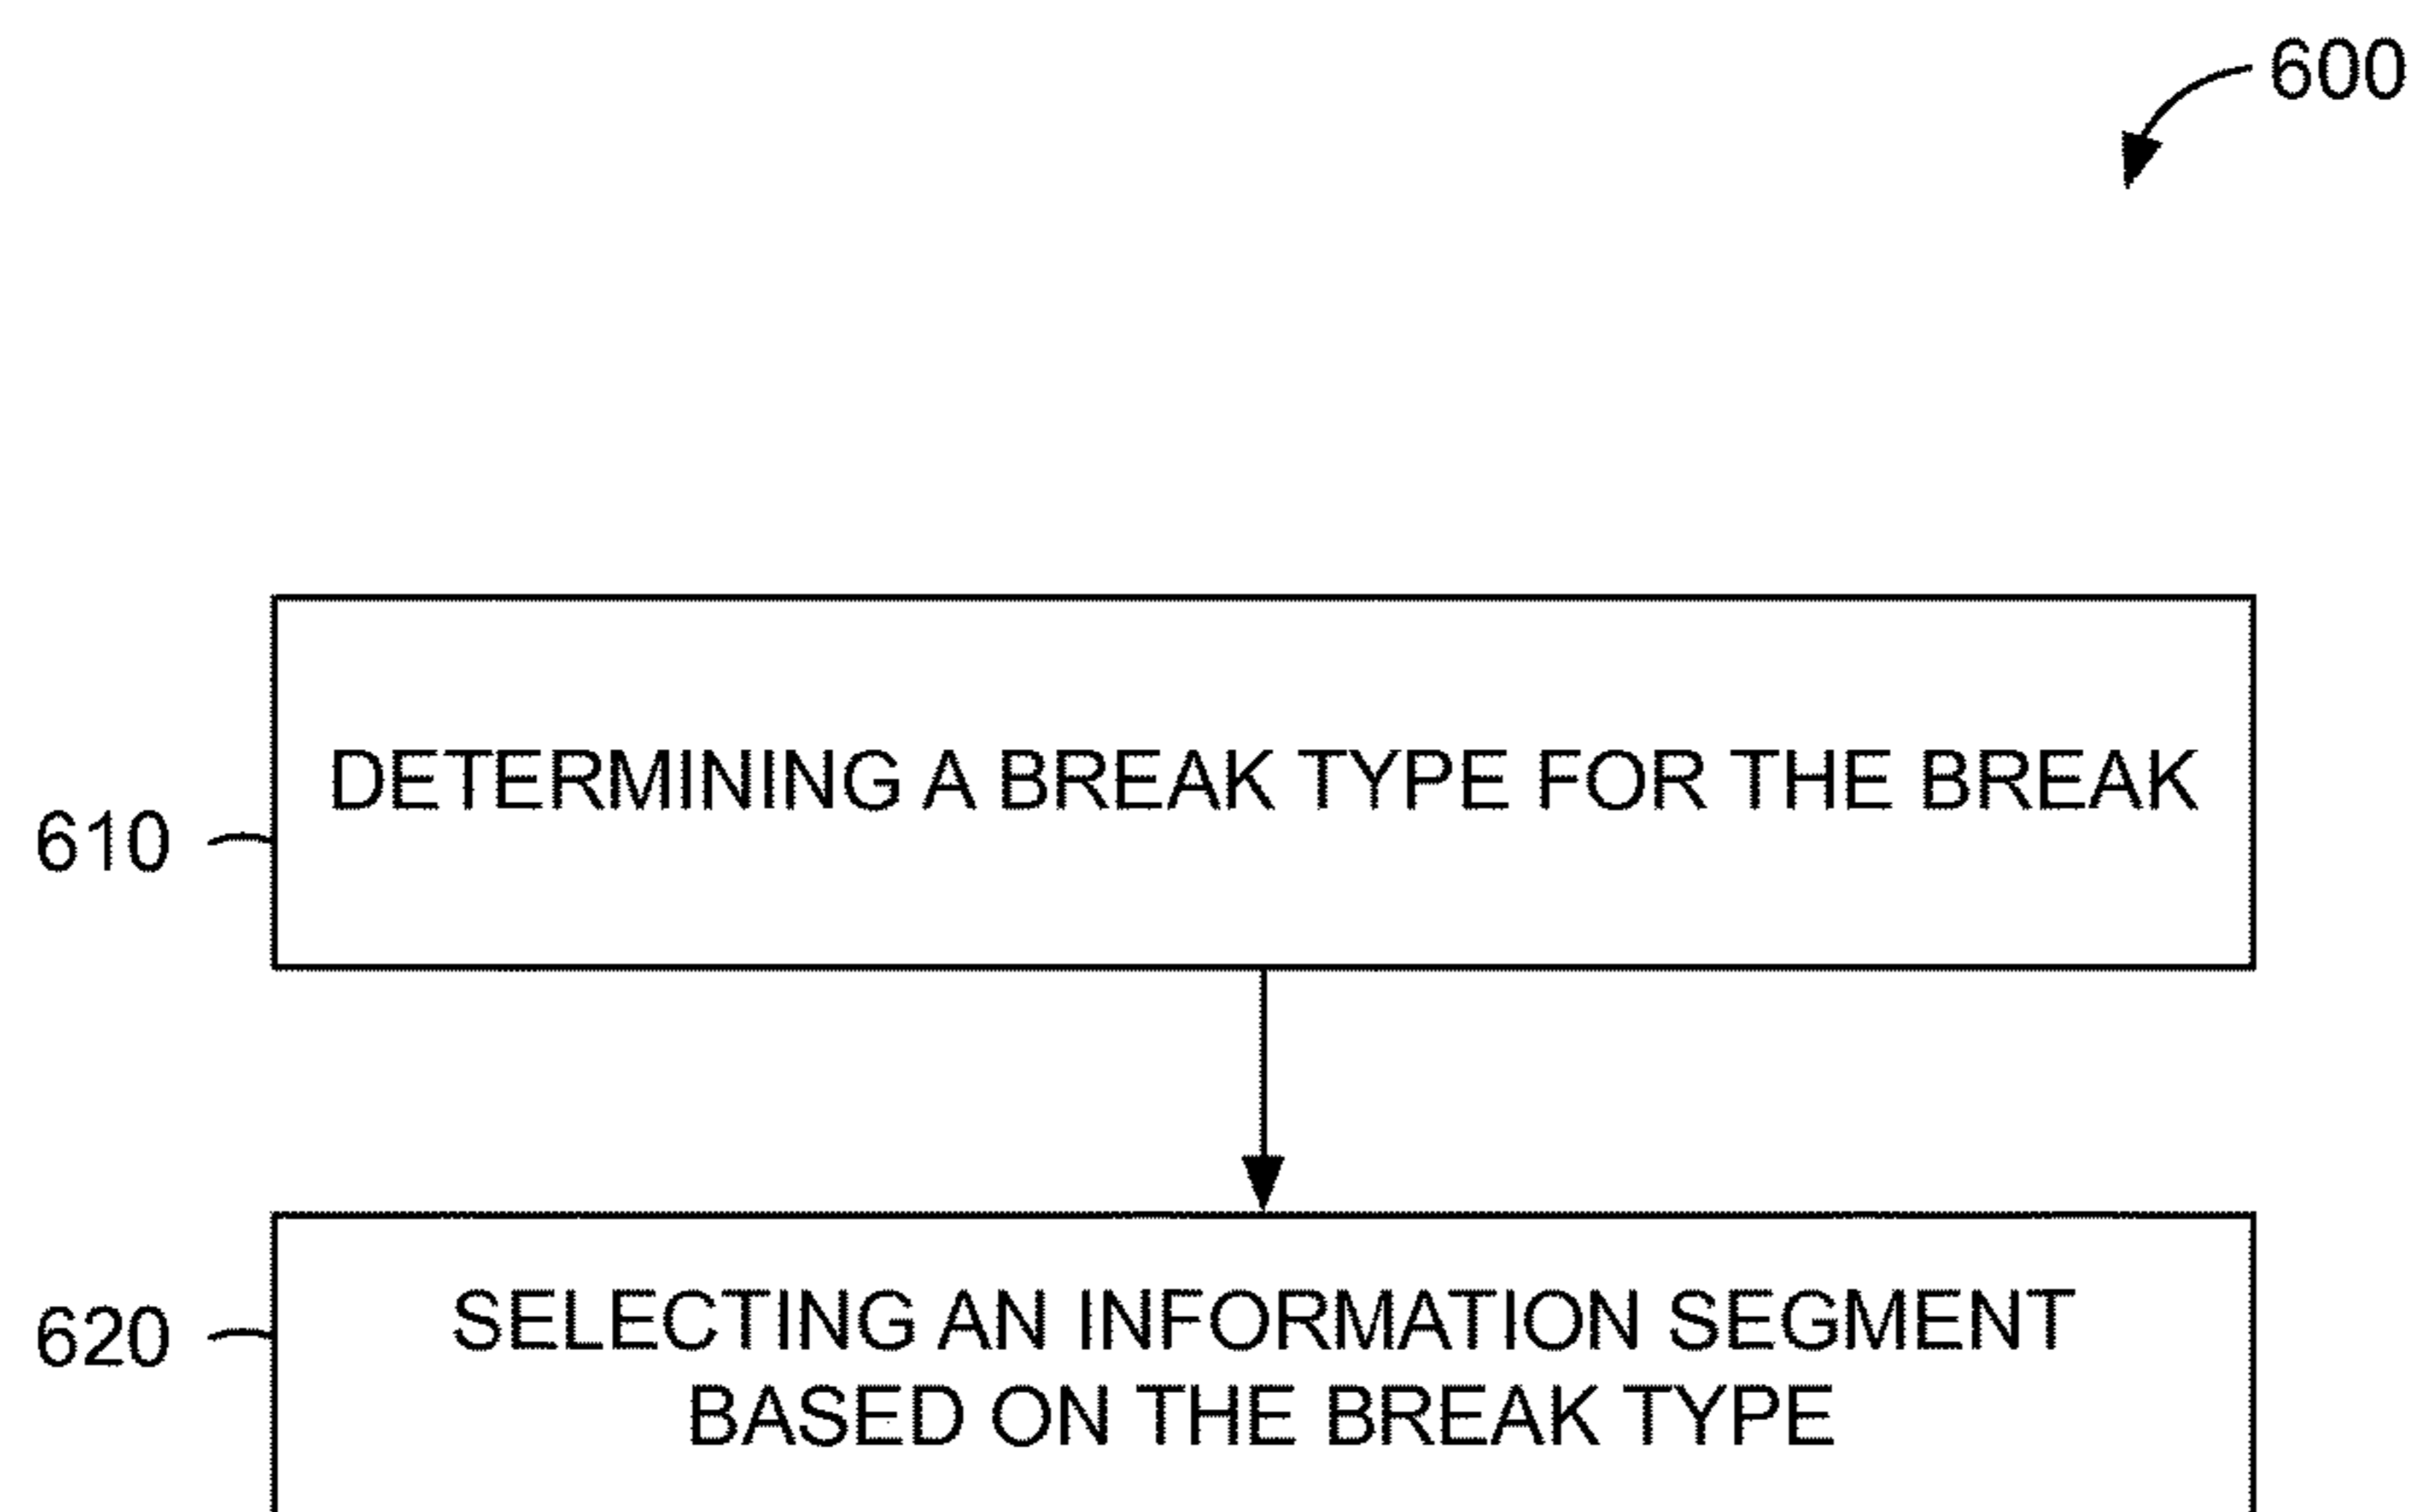 600
DETERMINING A BREAK TYPE FOR THE BREAK
610
620
SELECTING AN INFORMATION SEGMENT
BASED ON THE BREAK TYPE